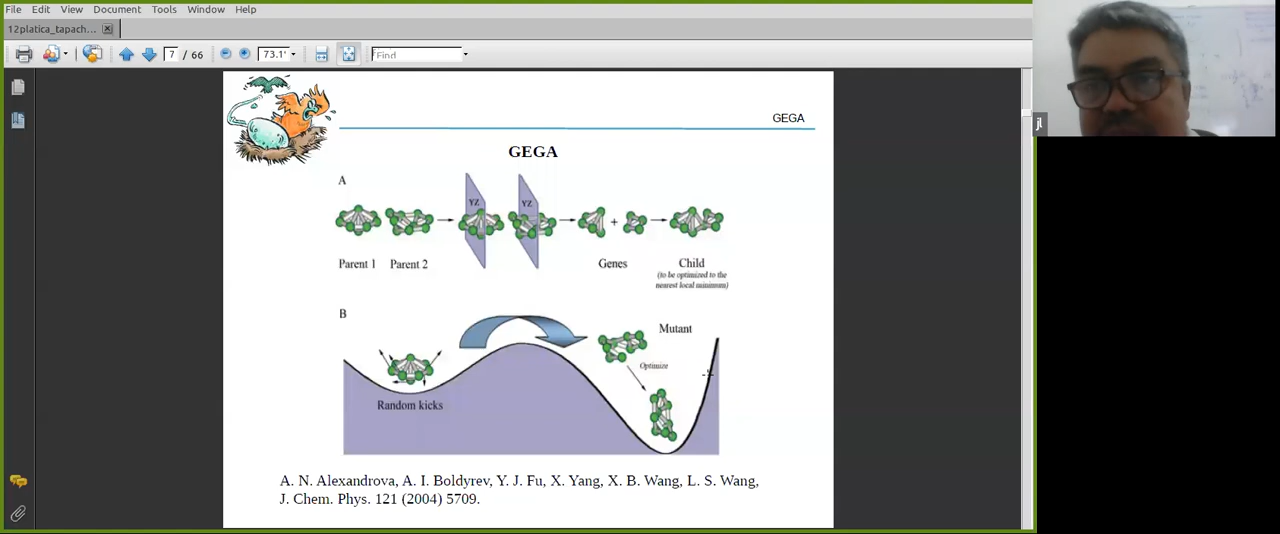 File Edit View Document Tools Window Help
12platica_tapach...
7 / 66 73.1' Find
GEGA
GEGA
A
YZ YZ
+
Parent 1 Parent 2 Genes Child
(to be optimized to the
nearest local minimum)
B
Mutant
Optimize
Random kicks
A. N. Alexandrova, A. I. Boldyrev, Y. J. Fu, X. Yang, X. B. Wang, L. S. Wang,
J. Chem. Phys. 121 (2004) 5709.
jl